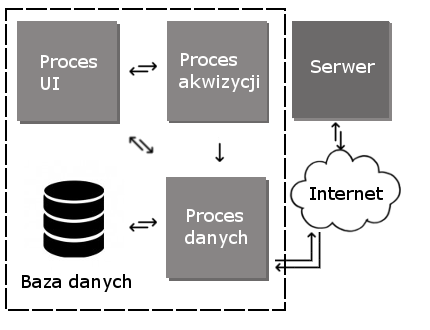 Proces
UI
Proces
akwizycji
Serwer
Internet
Proces
danych
Baza danych